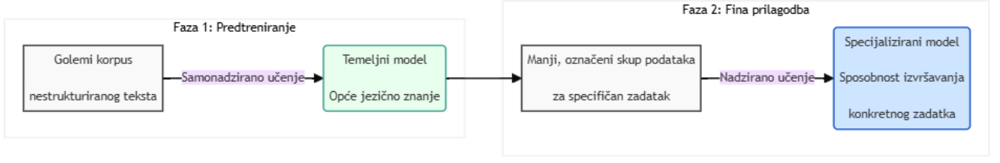 Faza 1: Predtreniranje
Golemi korpus
nestrukturiranog teksta
Samonadzirano učenje
Temeljni model
Opće jezično znanje
Faza 2: Fina prilagodba
Manji, označeni skup podataka
za specifičan zadatak
Nadzirano učenje
Specijalizirani model
Sposobnost izvršavanja
konkretnog zadatka